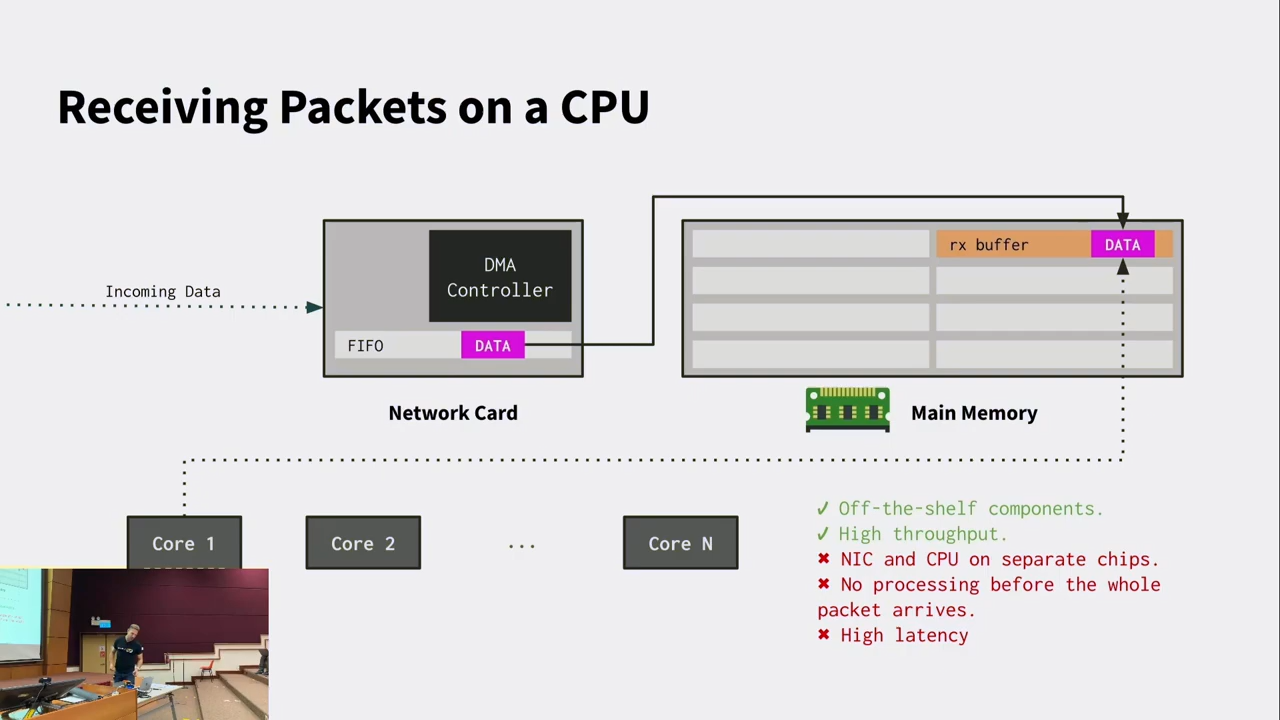 Receiving Packets on a CPU
Incoming Data
DMA
Controller
FIFO
DATA
rx buffer
DATA
Network Card
Main Memory
Core 1
Core 2
...
Core N
✓ Off-the-shelf components.
✓ High throughput.
✖ NIC and CPU on separate chips.
✖ No processing before the whole
packet arrives.
✖ High latency